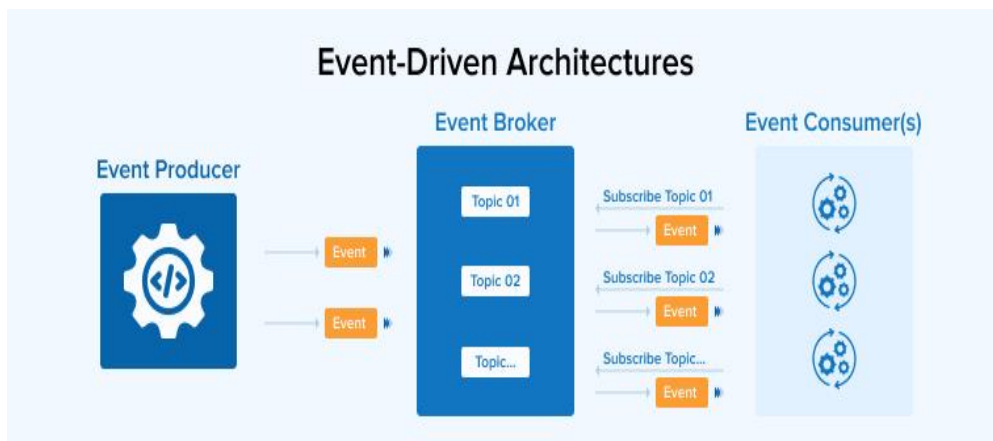 Event-Driven Architectures
Event Producer
</>
Event
Event
Event Broker
Topic 01
Topic 02
Topic...
Subscribe Topic 01
Event
Subscribe Topic 02
Event
Subscribe Topic...
Event
Event Consumer(s)